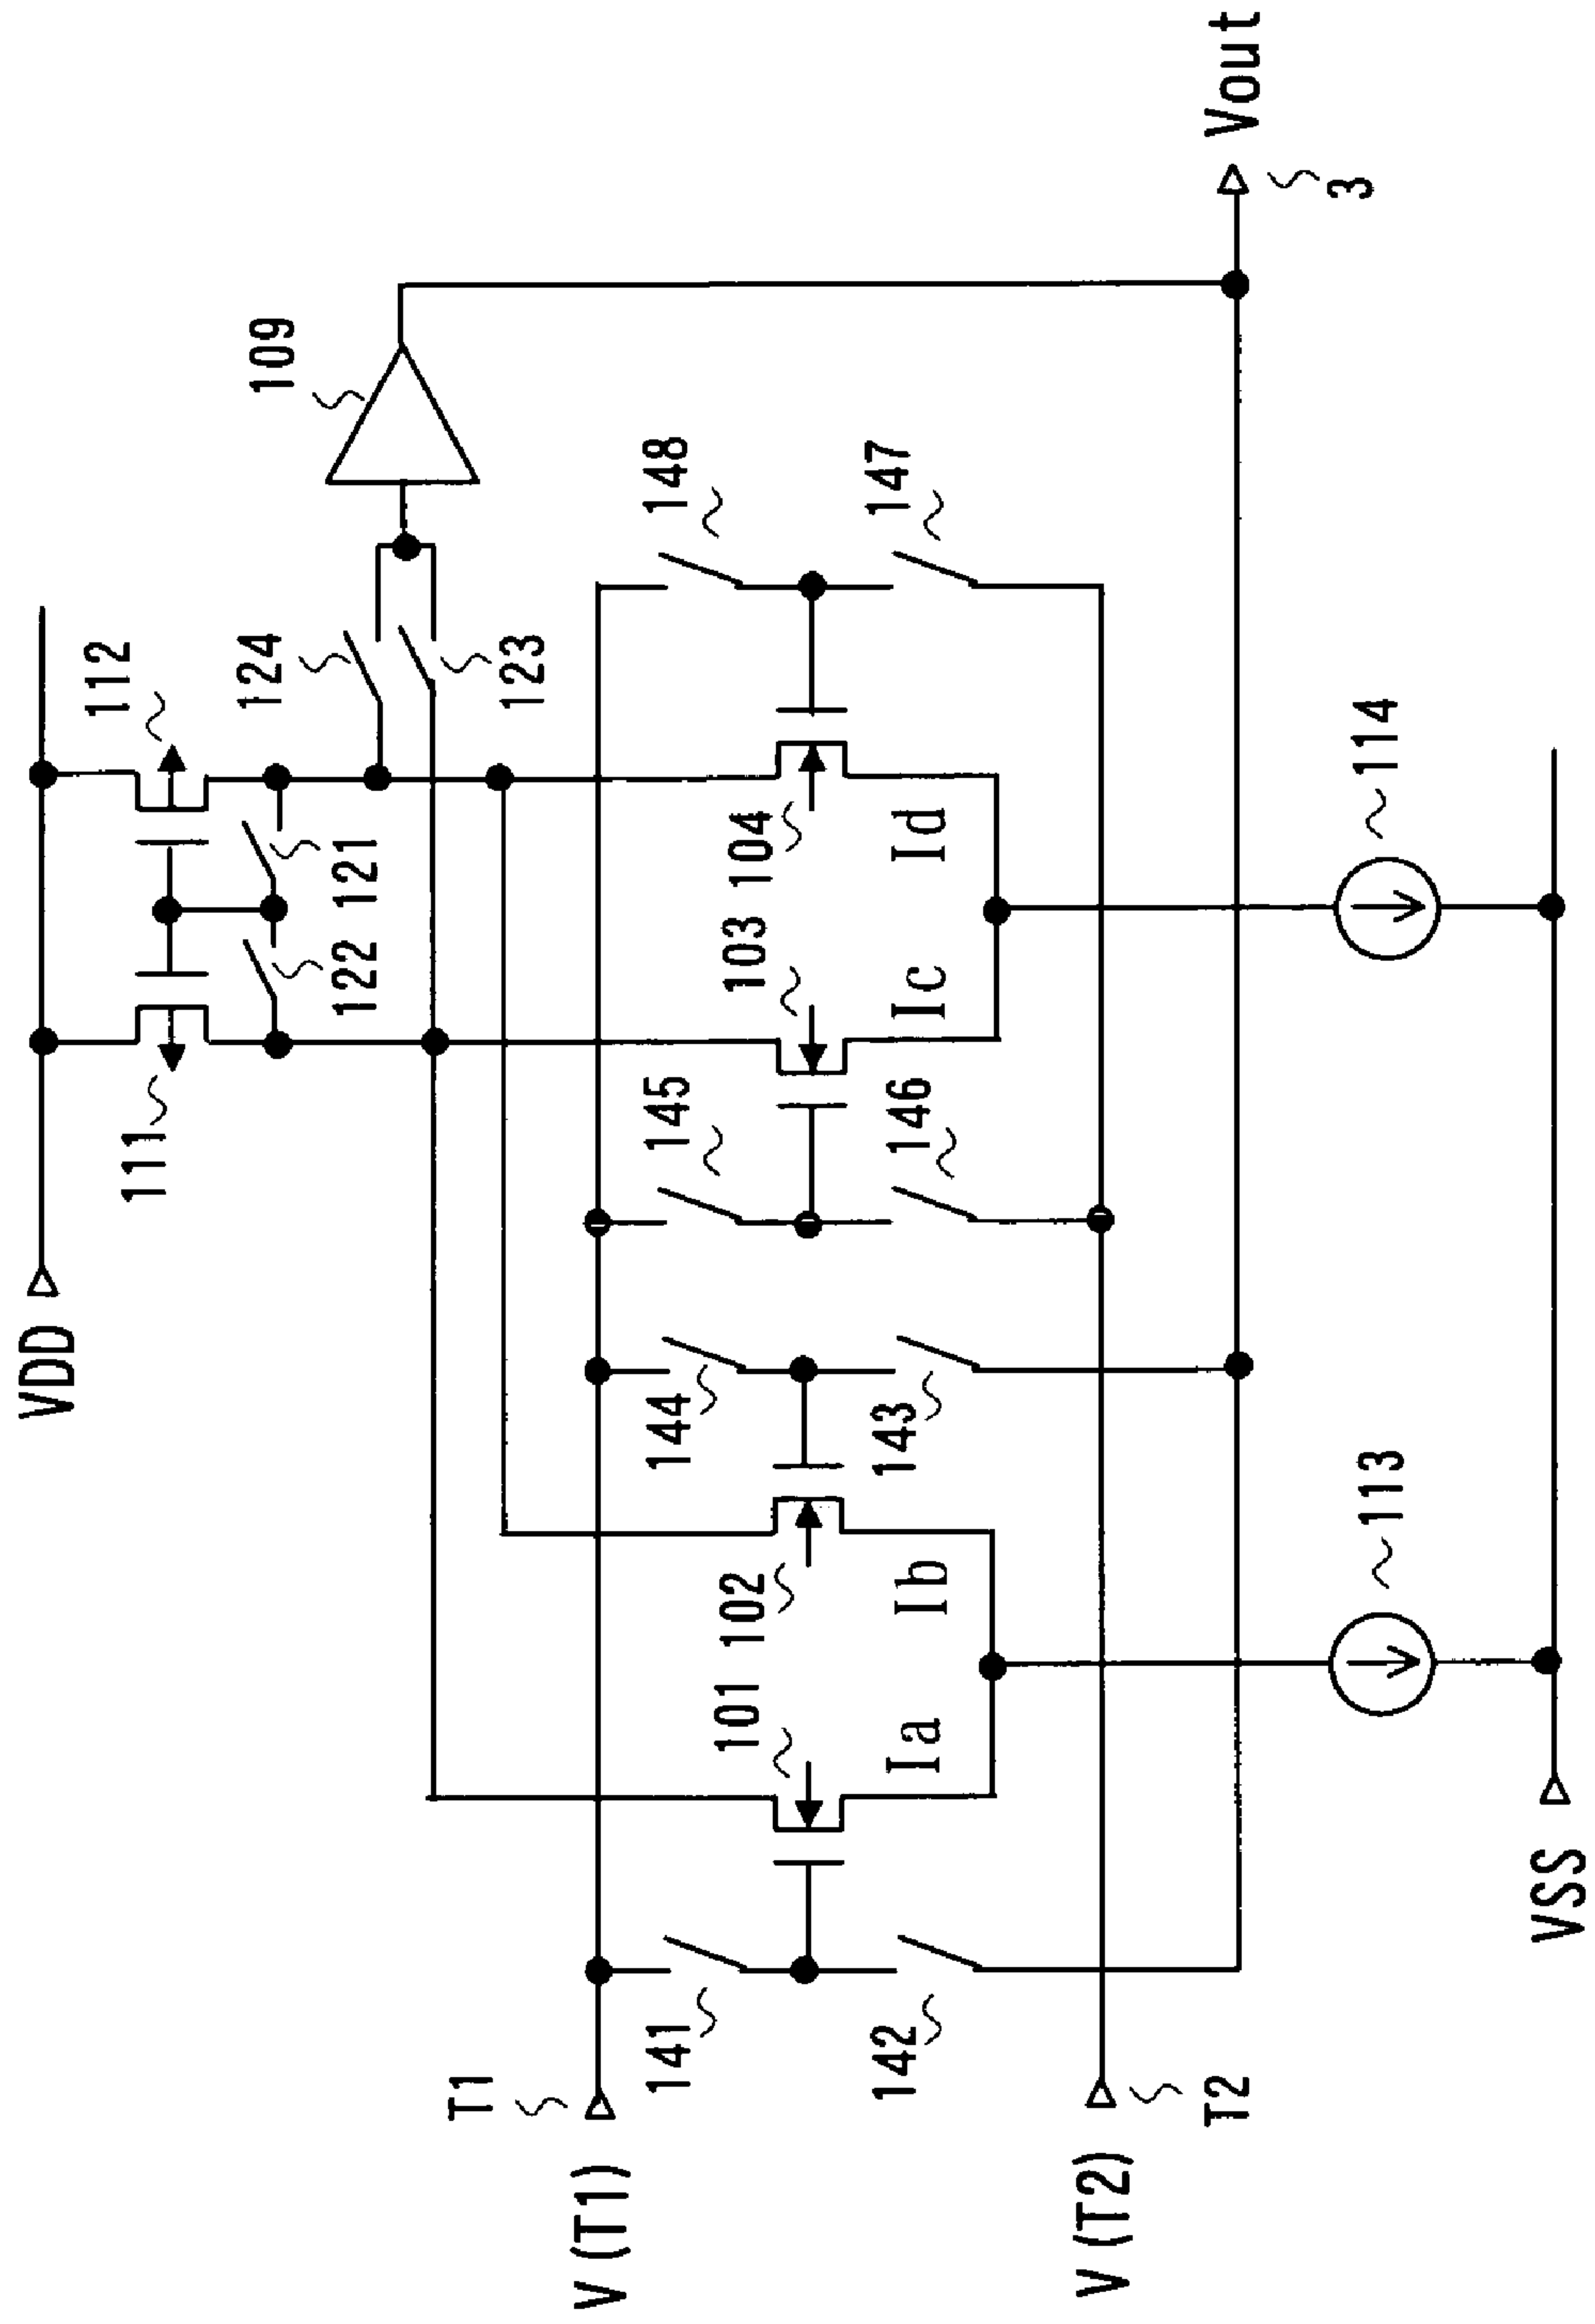 VDD
111
112
122
121
124
109
123
T1
V (T1)
141
144
145
148
101
102
103
104
Ia
Ib
Ic
Id
142
143
146
147
V (T2)
T2
Vout
3
113
114
VSS